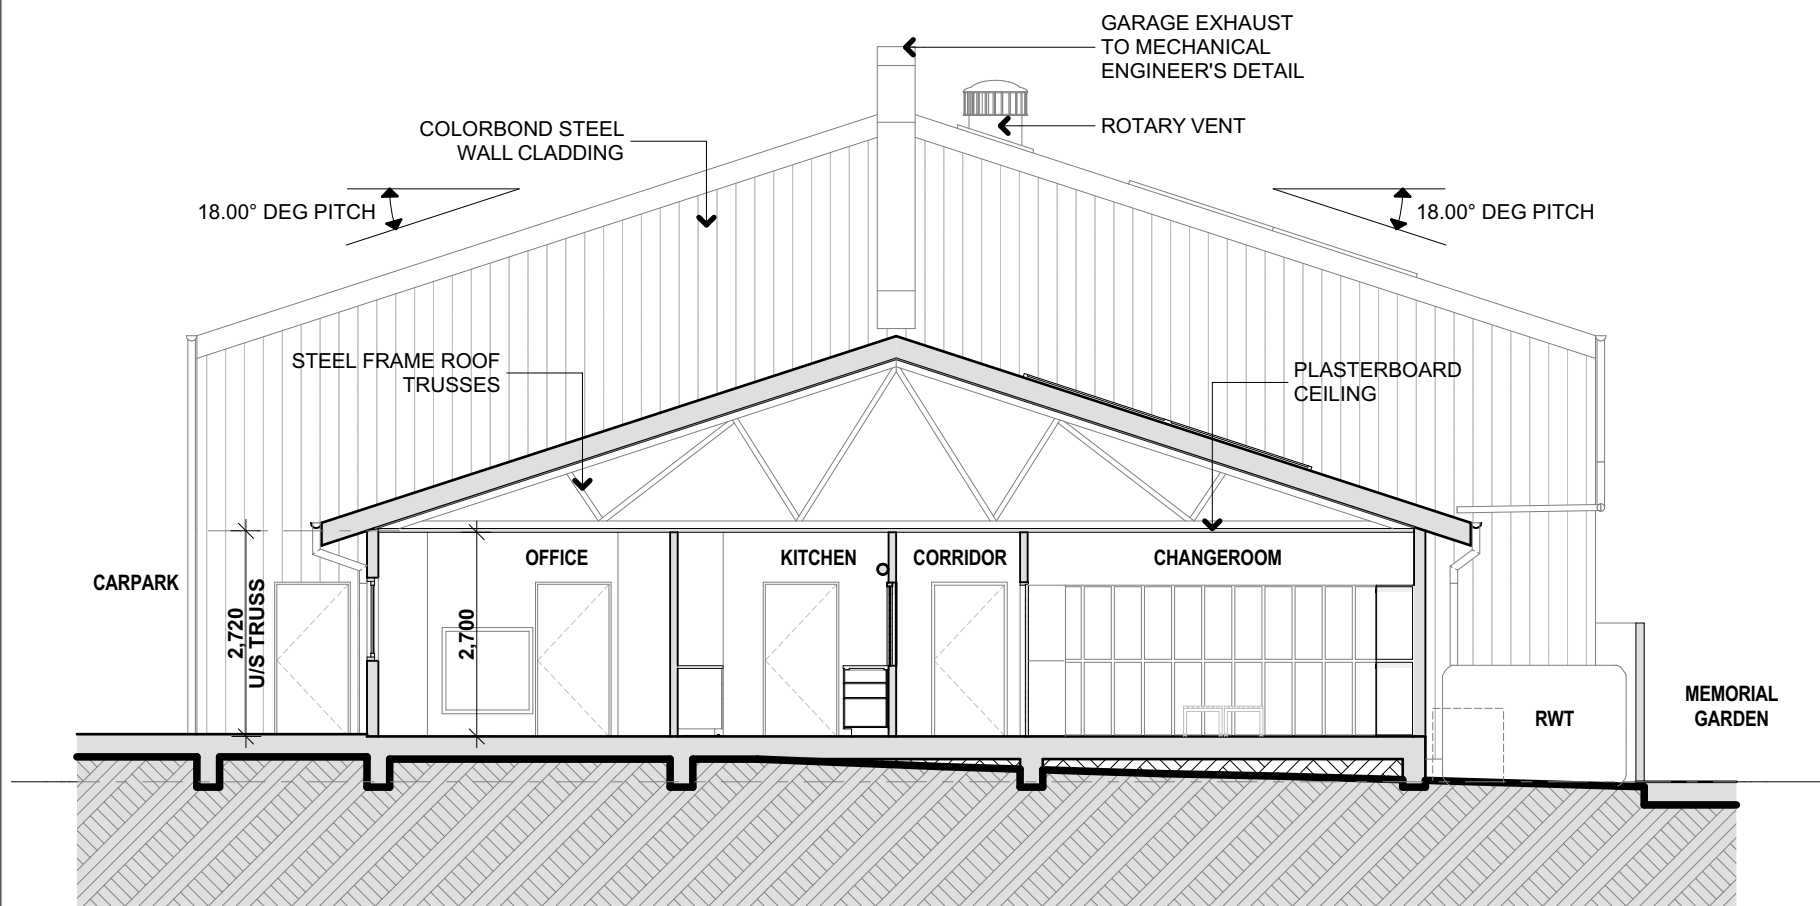 GARAGE EXHAUST
TO MECHANICAL
ENGINEER'S DETAIL
ROTARY VENT
COLORBOND STEEL
WALL CLADDING
18.00° DEG PITCH
18.00° DEG PITCH
STEEL FRAME ROOF
TRUSSES
PLASTERBOARD
CEILING
OFFICE
KITCHEN
CORRIDOR
CHANGEROOM
CARPARK
2,720
U/S TRUSS
2,700
RWT
MEMORIAL
GARDEN